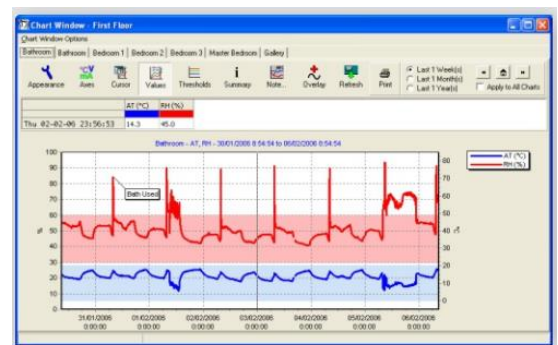 Chart Window - First Floor
Chart Window Options
Bathroom Bathroom Bedroom 1 Bedroom 2 Bedroom 3 Master Bedroom Gallery
Appearance Axes Cursor Values Thresholds Summary Note... Overlay Refresh Print
Last 1 Week(s)
Last 1 Month(s)
Last 1 Year(s)
Apply to All Charts
AT (°C) RH (%)
Thu 02-02-06 23:56:53 14.3 45.0
Bathroom - AT, RH - 30/01/2006 8:54:54 to 06/02/2006 8:54:54
AT (°C)
RH (%)
Bath Used
100
90
80
70
60
50
40
30
20
10
0
%
80
70
60
50
40
30
20
10
0
°C
31/01/2006 01/02/2006 02/02/2006 03/02/2006 04/02/2006 05/02/2006 06/02/2006
0:00:00 0:00:00 0:00:00 0:00:00 0:00:00 0:00:00 0:00:00